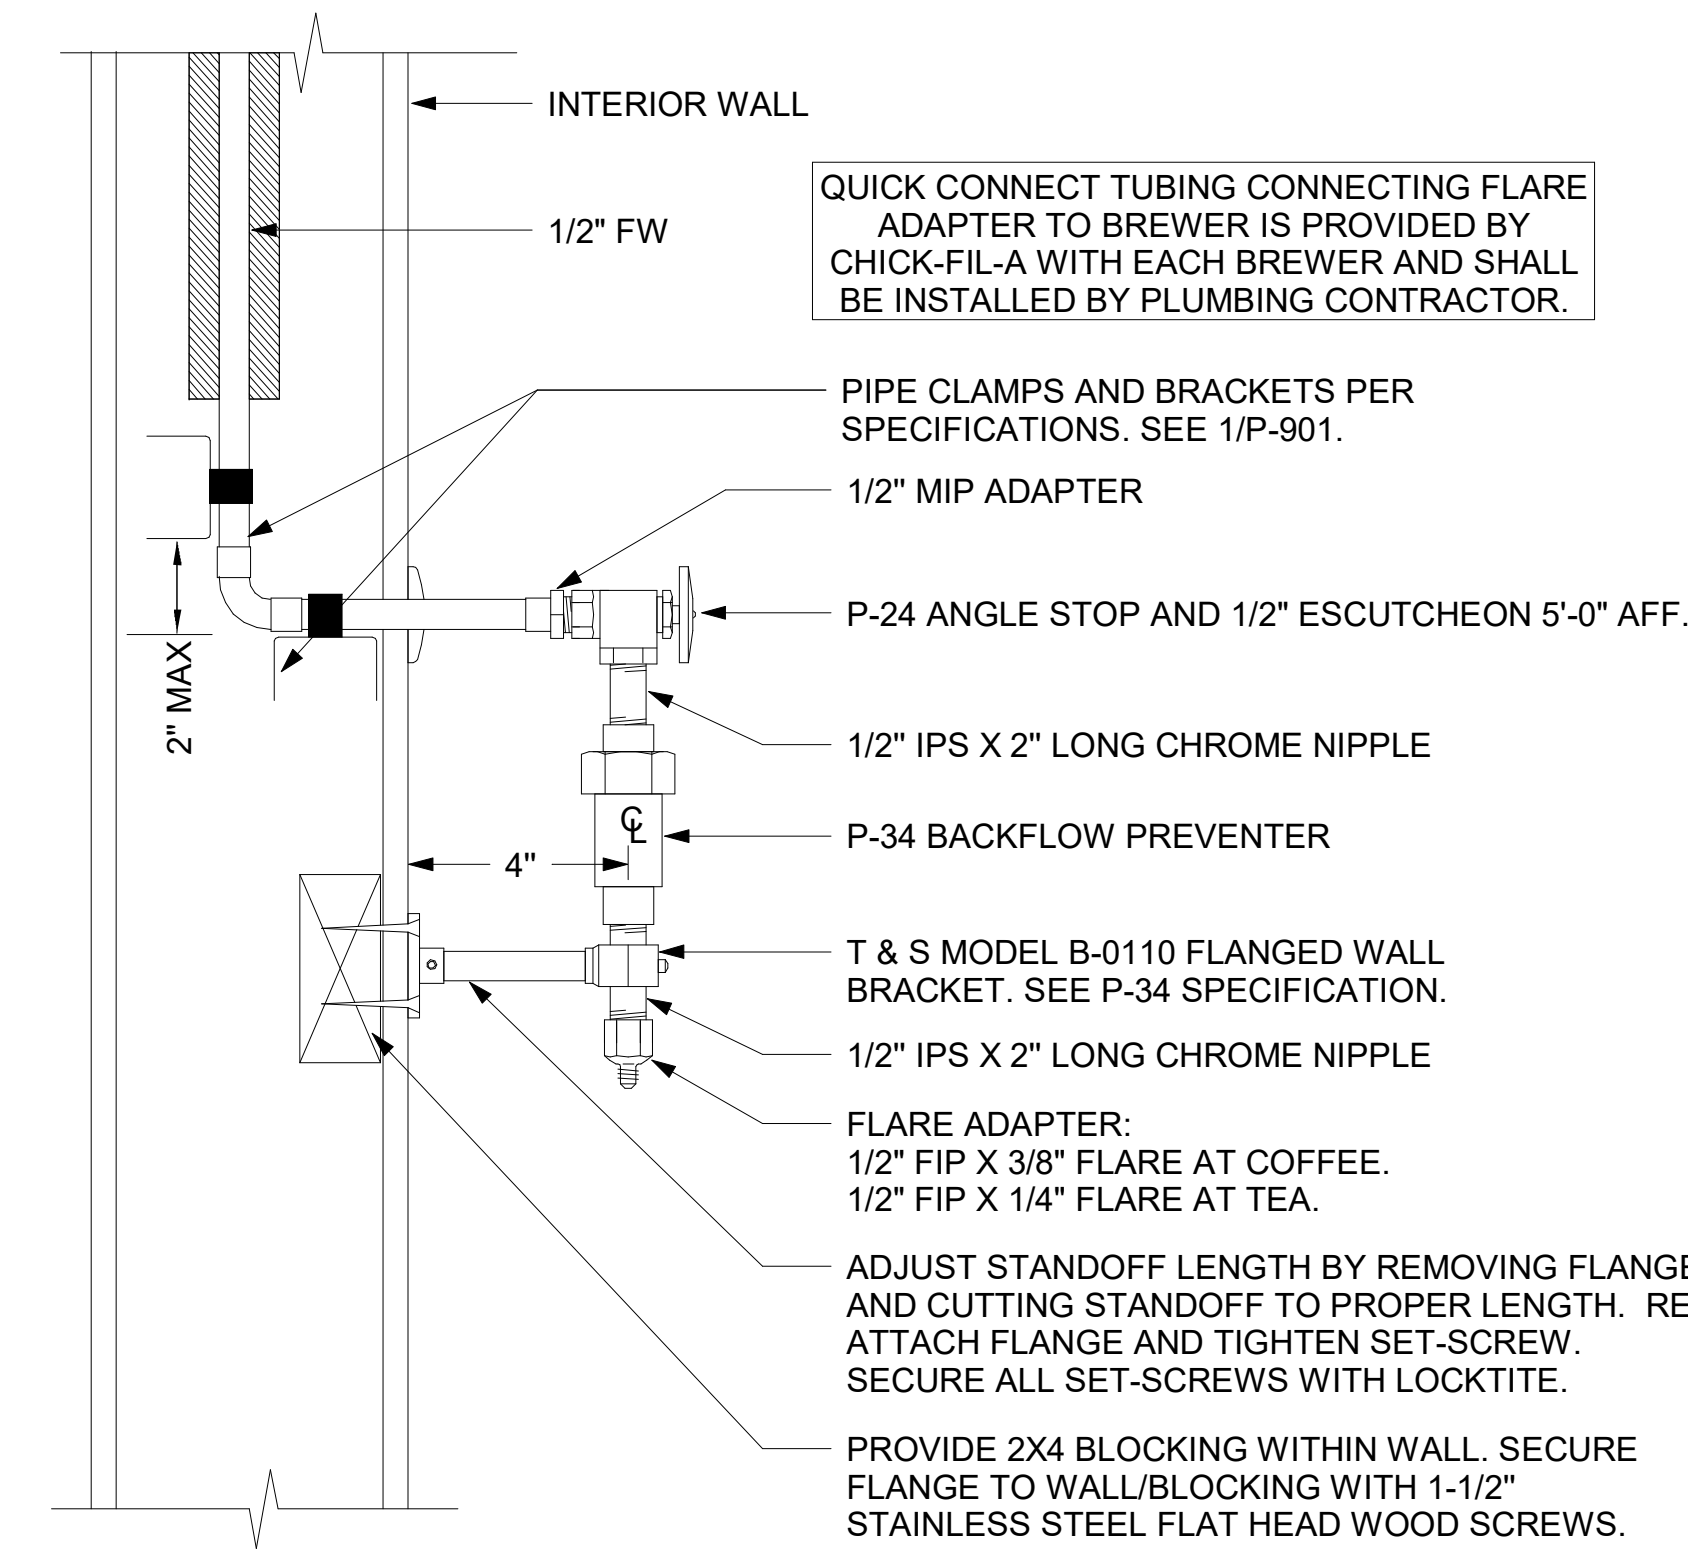 INTERIOR WALL
1/2" FW
QUICK CONNECT TUBING CONNECTING FLARE
ADAPTER TO BREWER IS PROVIDED BY
CHICK-FIL-A WITH EACH BREWER AND SHALL
BE INSTALLED BY PLUMBING CONTRACTOR.
PIPE CLAMPS AND BRACKETS PER
SPECIFICATIONS. SEE 1/P-901.
1/2" MIP ADAPTER
P-24 ANGLE STOP AND 1/2" ESCUTCHEON 5'-0" AFF.
2" MAX
1/2" IPS X 2" LONG CHROME NIPPLE
CL
P-34 BACKFLOW PREVENTER
4"
T & S MODEL B-0110 FLANGED WALL
BRACKET. SEE P-34 SPECIFICATION.
1/2" IPS X 2" LONG CHROME NIPPLE
FLARE ADAPTER:
1/2" FIP X 3/8" FLARE AT COFFEE.
1/2" FIP X 1/4" FLARE AT TEA.
ADJUST STANDOFF LENGTH BY REMOVING FLANGE
AND CUTTING STANDOFF TO PROPER LENGTH. RE
ATTACH FLANGE AND TIGHTEN SET-SCREW.
SECURE ALL SET-SCREWS WITH LOCKTITE.
PROVIDE 2X4 BLOCKING WITHIN WALL. SECURE
FLANGE TO WALL/BLOCKING WITH 1-1/2"
STAINLESS STEEL FLAT HEAD WOOD SCREWS.